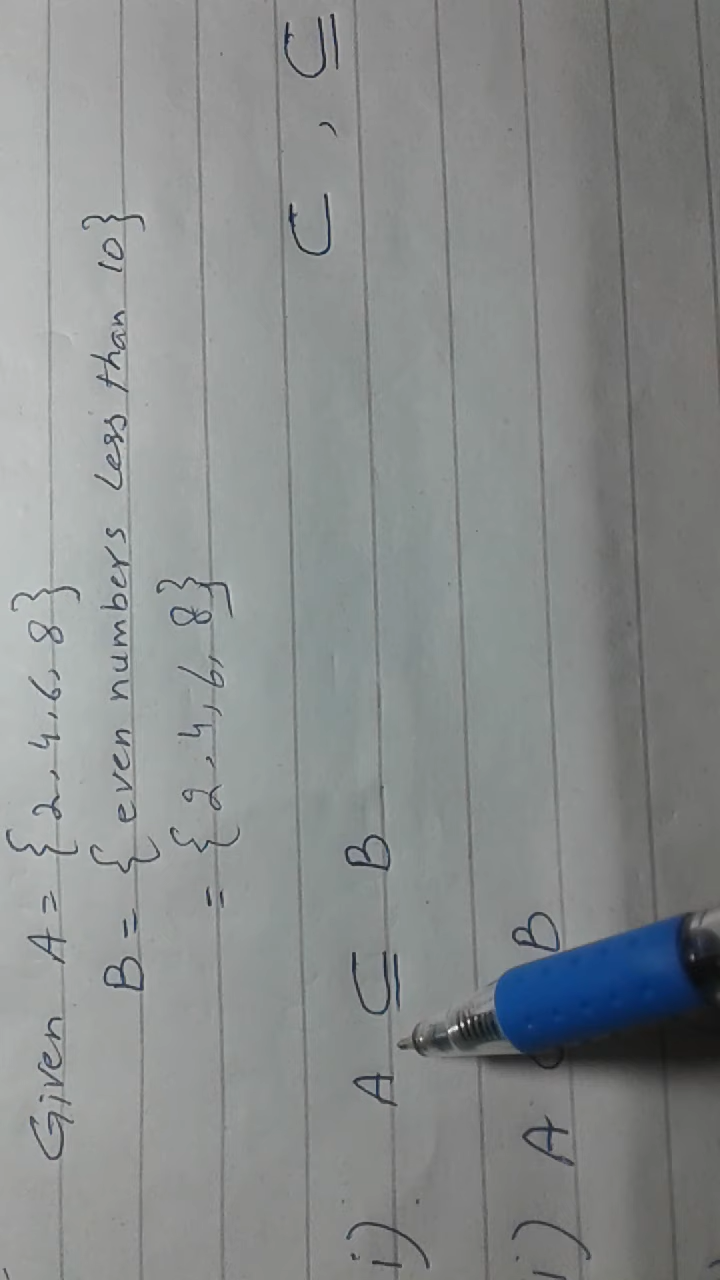 Given A = {2, 4, 6, 8}
B = {even numbers less than 10}
= {2, 4, 6, 8}
⊂ , ⊆
i) A ⊆ B
i) A B